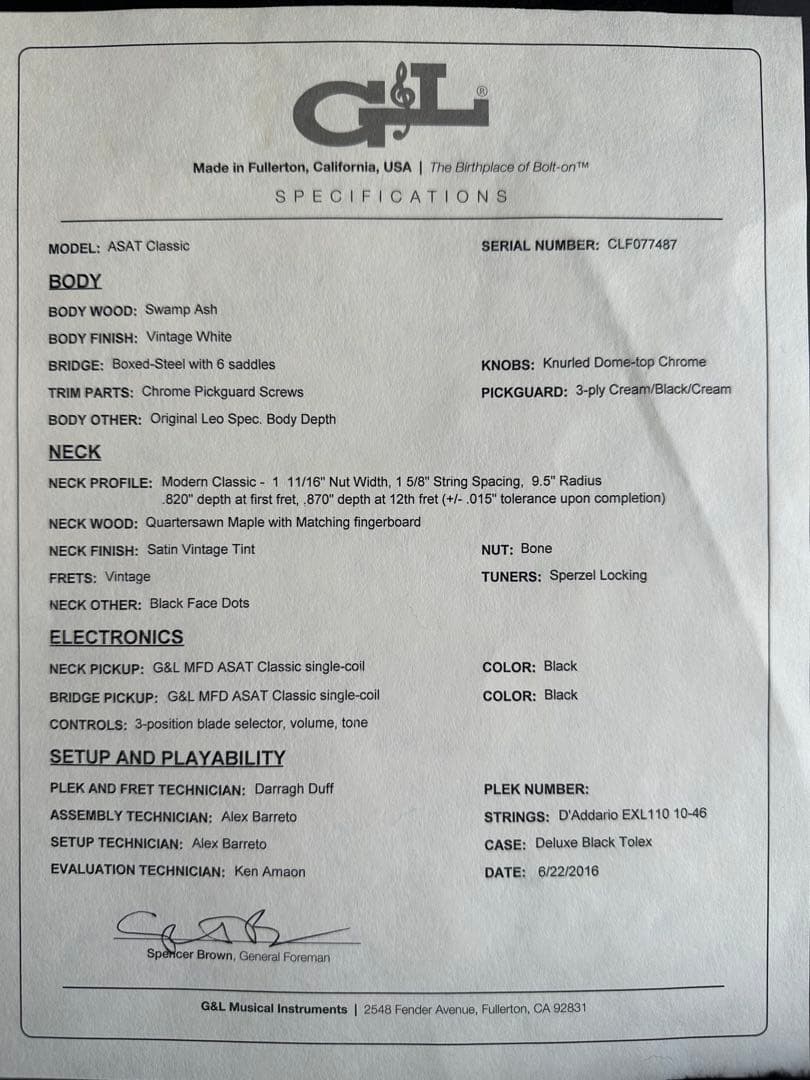 G&L®
Made in Fullerton, California, USA | The Birthplace of Bolt-on™
SPECIFICATIONS
MODEL: ASAT Classic SERIAL NUMBER: CLF077487
BODY
BODY WOOD: Swamp Ash
BODY FINISH: Vintage White
BRIDGE: Boxed-Steel with 6 saddles KNOBS: Knurled Dome-top Chrome
TRIM PARTS: Chrome Pickguard Screws PICKGUARD: 3-ply Cream/Black/Cream
BODY OTHER: Original Leo Spec. Body Depth
NECK
NECK PROFILE: Modern Classic - 1 11/16" Nut Width, 1 5/8" String Spacing, 9.5" Radius
.820" depth at first fret, .870" depth at 12th fret (+/- .015" tolerance upon completion)
NECK WOOD: Quartersawn Maple with Matching fingerboard
NECK FINISH: Satin Vintage Tint NUT: Bone
FRETS: Vintage TUNERS: Sperzel Locking
NECK OTHER: Black Face Dots
ELECTRONICS
NECK PICKUP: G&L MFD ASAT Classic single-coil COLOR: Black
BRIDGE PICKUP: G&L MFD ASAT Classic single-coil COLOR: Black
CONTROLS: 3-position blade selector, volume, tone
SETUP AND PLAYABILITY
PLEK AND FRET TECHNICIAN: Darragh Duff PLEK NUMBER:
ASSEMBLY TECHNICIAN: Alex Barreto STRINGS: D'Addario EXL110 10-46
SETUP TECHNICIAN: Alex Barreto CASE: Deluxe Black Tolex
EVALUATION TECHNICIAN: Ken Amaon DATE: 6/22/2016
Spencer Brown, General Foreman
G&L Musical Instruments | 2548 Fender Avenue, Fullerton, CA 92831